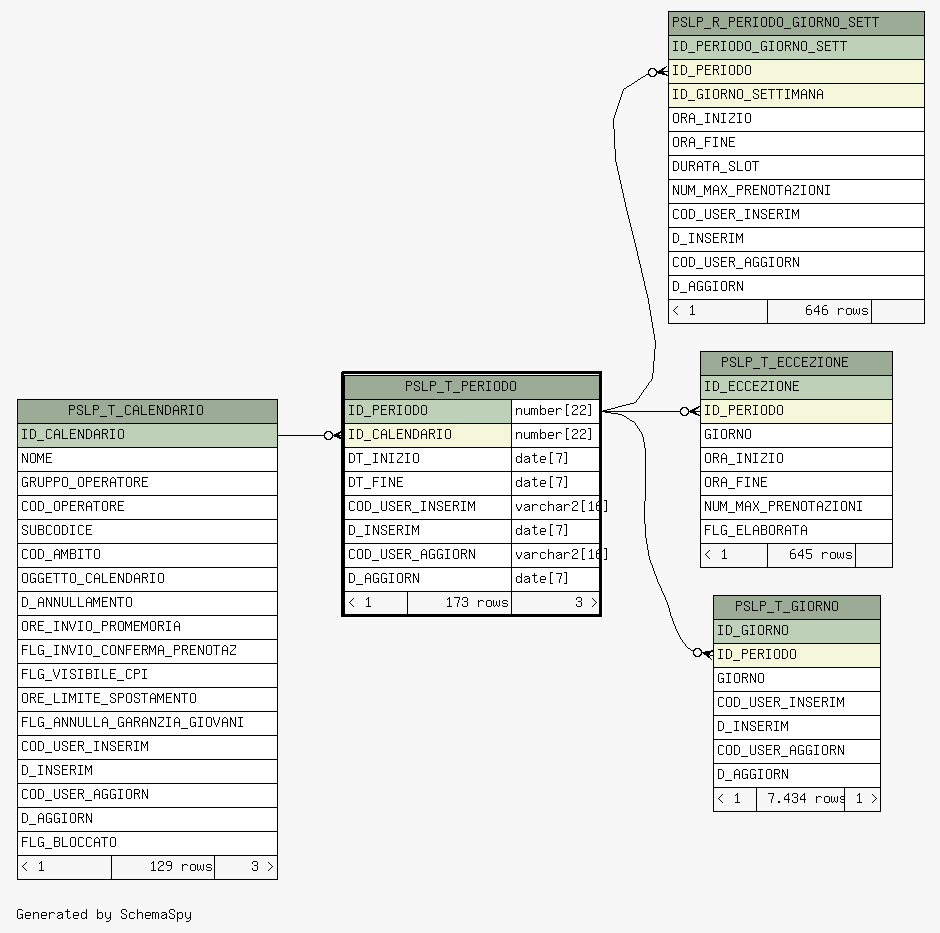 PSLP_R_PERIODO_GIORNO_SETT
ID_PERIODO_GIORNO_SETT
ID_PERIODO
ID_GIORNO_SETTIMANA
ORA_INIZIO
ORA_FINE
DURATA_SLOT
NUM_MAX_PRENOTAZIONI
COD_USER_INSERIM
D_INSERIM
COD_USER_AGGIORN
D_AGGIORN
< 1 646 rows
PSLP_T_CALENDARIO
ID_CALENDARIO
NOME
GRUPPO_OPERATORE
COD_OPERATORE
SUBCODICE
COD_AMBITO
OGGETTO_CALENDARIO
D_ANNULLAMENTO
ORE_INVIO_PROMEMORIA
FLG_INVIO_CONFERMA_PRENOTAZ
FLG_VISIBILE_CPI
ORE_LIMITE_SPOSTAMENTO
FLG_ANNULLA_GARANZIA_GIOVANI
COD_USER_INSERIM
D_INSERIM
COD_USER_AGGIORN
D_AGGIORN
FLG_BLOCCATO
< 1 129 rows 3 >
PSLP_T_PERIODO
ID_PERIODO number[22]
ID_CALENDARIO number[22]
DT_INIZIO date[7]
DT_FINE date[7]
COD_USER_INSERIM varchar2[16]
D_INSERIM date[7]
COD_USER_AGGIORN varchar2[16]
D_AGGIORN date[7]
< 1 173 rows 3 >
PSLP_T_ECCEZIONE
ID_ECCEZIONE
ID_PERIODO
GIORNO
ORA_INIZIO
ORA_FINE
NUM_MAX_PRENOTAZIONI
FLG_ELABORATA
< 1 645 rows
PSLP_T_GIORNO
ID_GIORNO
ID_PERIODO
GIORNO
COD_USER_INSERIM
D_INSERIM
COD_USER_AGGIORN
D_AGGIORN
< 1 7.434 rows 1 >
Generated by SchemaSpy